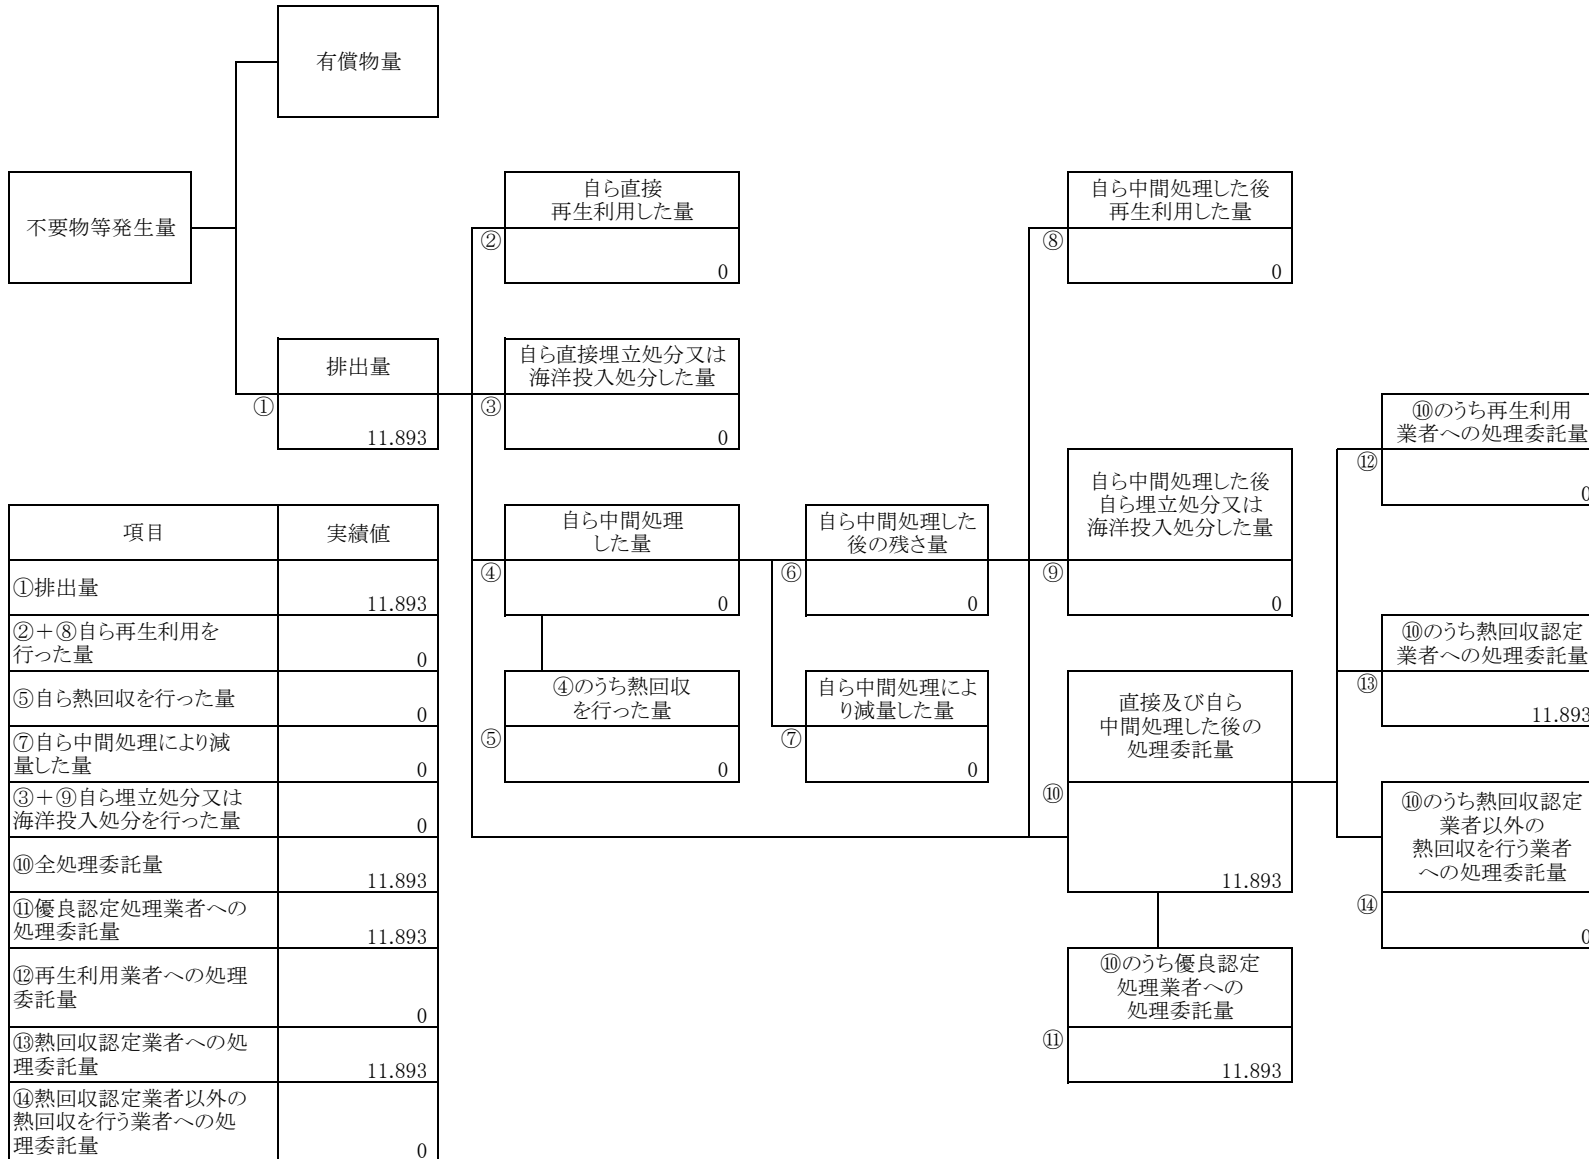 有償物量
不要物等発生量
排出量
①
11.893
自ら直接
再生利用した量
②
0
自ら直接埋立処分又は
海洋投入処分した量
③
0
自ら中間処理
した量
④
0
④のうち熱回収
を行った量
⑤
0
自ら中間処理した
後の残さ量
⑥
0
自ら中間処理によ
り減量した量
⑦
0
自ら中間処理した後
再生利用した量
⑧
0
自ら中間処理した後
自ら埋立処分又は
海洋投入処分した量
⑨
0
直接及び自ら
中間処理した後の
処理委託量
⑩
11.893
⑩のうち優良認定
処理業者への
処理委託量
⑪
11.893
⑩のうち再生利用
業者への処理委託量
⑫
0
⑩のうち熱回収認定
業者への処理委託量
⑬
11.893
⑩のうち熱回収認定
業者以外の
熱回収を行う業者
への処理委託量
⑭
0
項目 実績値
①排出量
11.893
②＋⑧自ら再生利用を
行った量
0
⑤自ら熱回収を行った量
0
⑦自ら中間処理により減
量した量
0
③＋⑨自ら埋立処分又は
海洋投入処分を行った量
0
⑩全処理委託量
11.893
⑪優良認定処理業者への
処理委託量
11.893
⑫再生利用業者への処理
委託量
0
⑬熱回収認定業者への処
理委託量
11.893
⑭熱回収認定業者以外の
熱回収を行う業者への処
理委託量
0